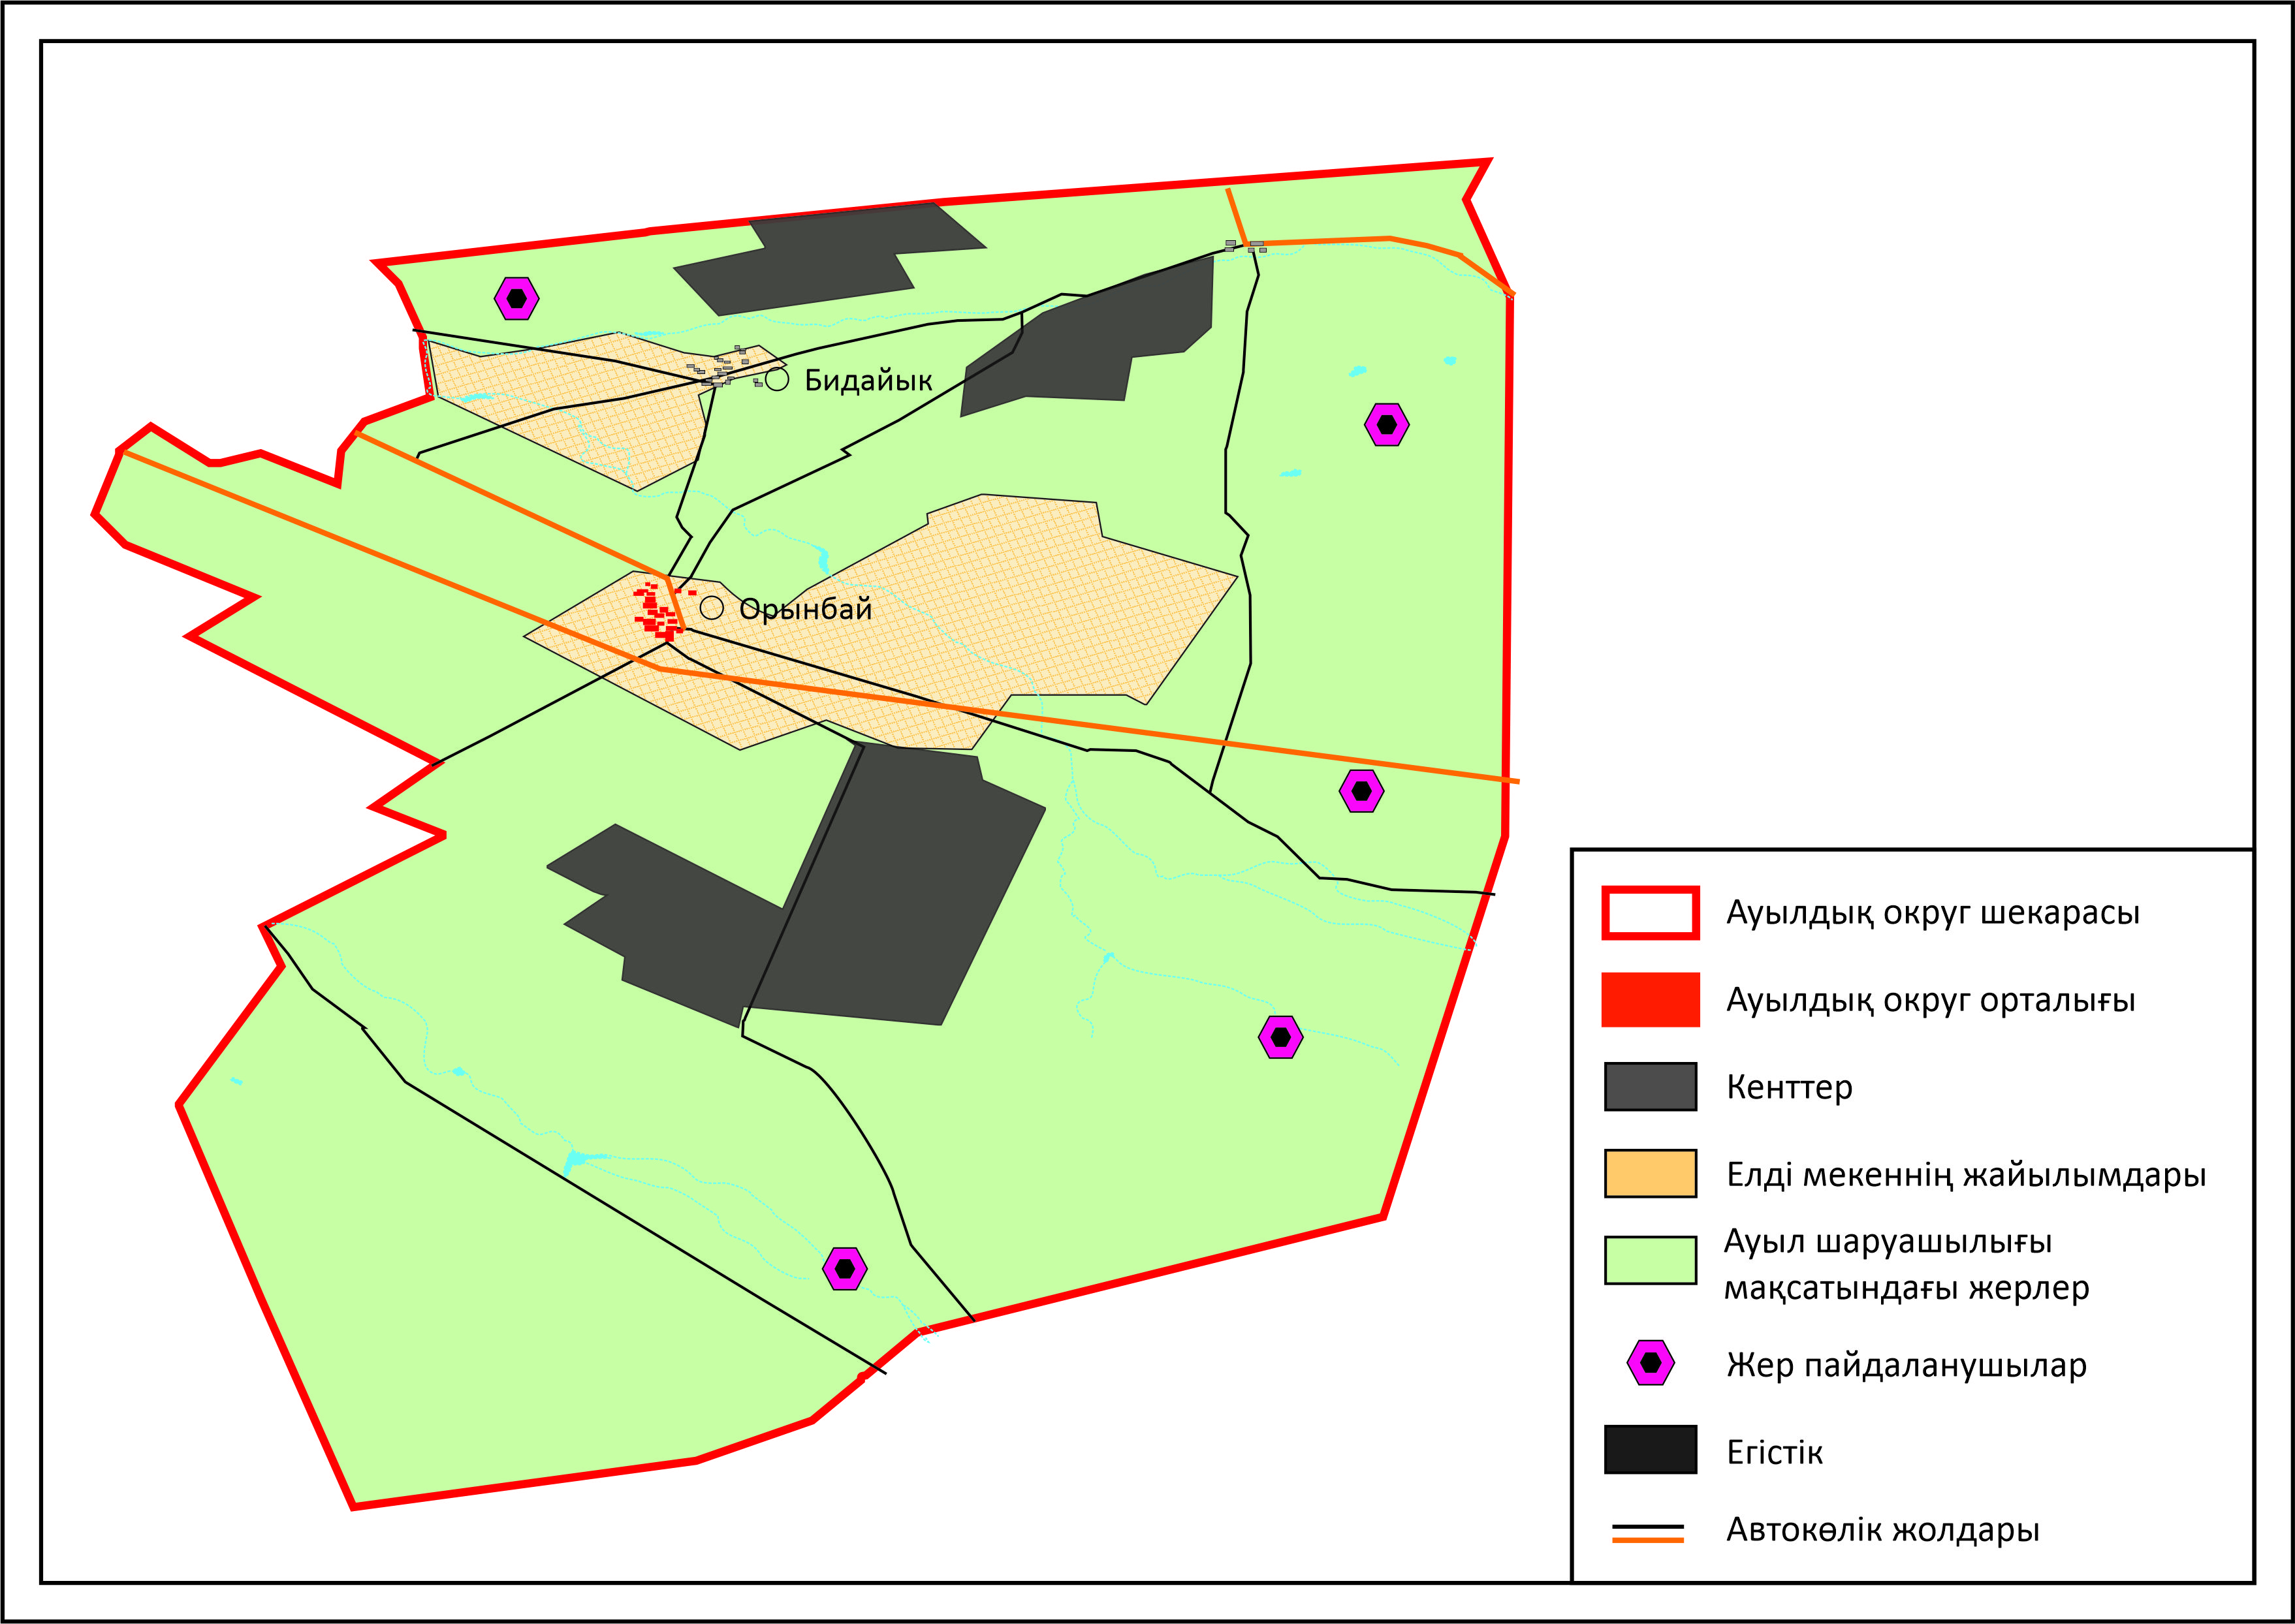 Бидайык
Орынбай
Ауылдық округ шекарасы
Ауылдық округ орталығы
Кенттер
Елді мекеннің жайылымдары
Ауыл шаруашылығы
мақсатындағы жерлер
Жер пайдаланушылар
Егістік
Автокөлік жолдары